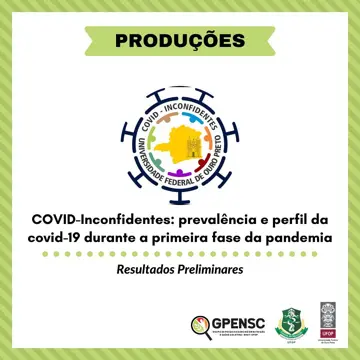 PRODUÇÕES
COVID - INCONFIDENTES
UNIVERSIDADE FEDERAL DE OURO PRETO
COVID-Inconfidentes: prevalência e perfil da
covid-19 durante a primeira fase da pandemia
Resultados Preliminares
GPENSC
UFOP